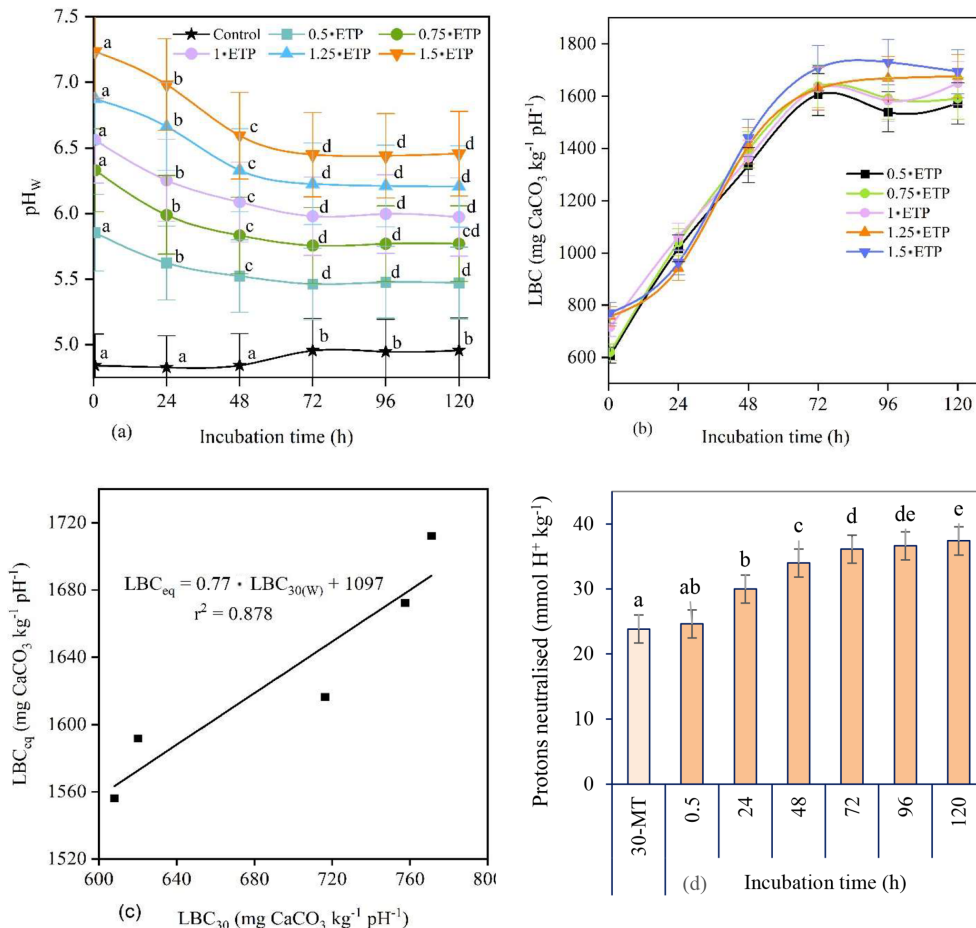 7.5
7.0
6.5
6.0
5.5
5.0
pH_W
Control 0.5•ETP 0.75•ETP
1•ETP 1.25•ETP 1.5•ETP
a b c d d d
a b c d d d
a b c d d d
a b c d d cd
a b c d d d
a a a b b b
0 24 48 72 96 120
(a) Incubation time (h)
1800
1600
1400
1200
1000
800
600
LBC (mg CaCO₃ kg⁻¹ pH⁻¹)
0.5•ETP
0.75•ETP
1•ETP
1.25•ETP
1.5•ETP
0 24 48 72 96 120
(b) Incubation time (h)
1720
1680
1640
1600
1560
1520
LBC_eq (mg CaCO₃ kg⁻¹ pH⁻¹)
LBC_eq = 0.77 • LBC_30(W) + 1097
r² = 0.878
600 640 680 720 760 800
(c) LBC₃₀ (mg CaCO₃ kg⁻¹ pH⁻¹)
40
30
20
10
0
Protons neutralised (mmol H⁺ kg⁻¹)
a ab b c d de e
30-MT 0.5 24 48 72 96 120
(d) Incubation time (h)